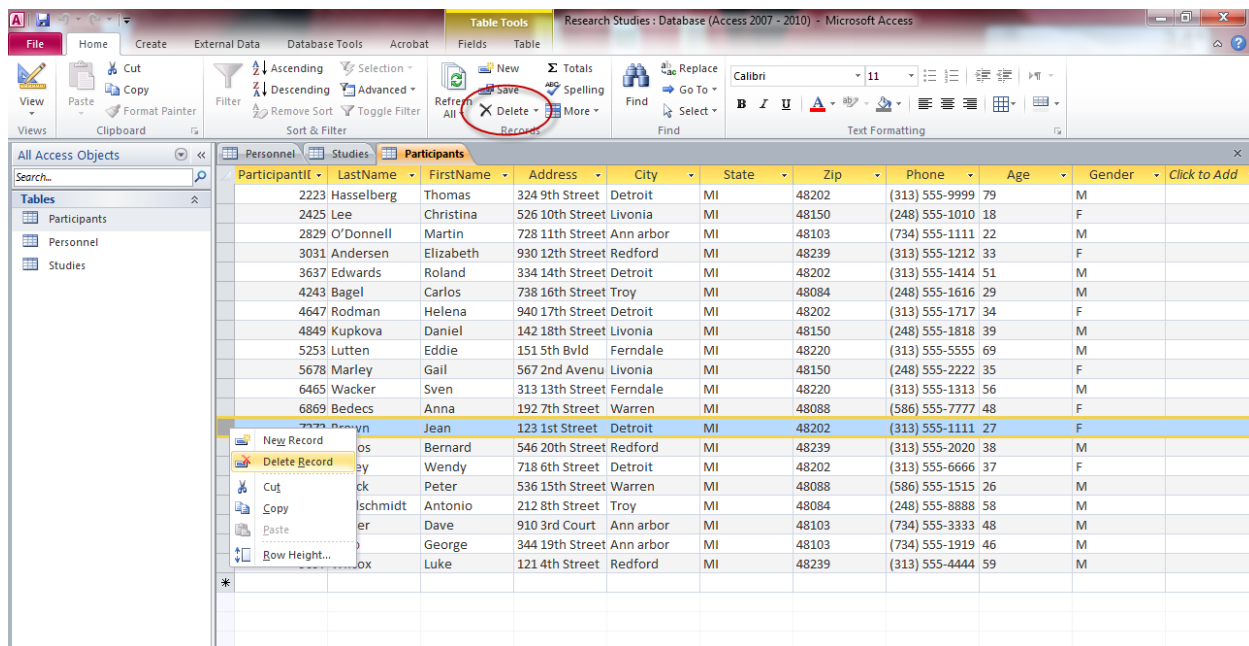 A Table Tools Research Studies : Database (Access 2007 - 2010) - Microsoft Access
File Home Create External Data Database Tools Acrobat Fields Table
Cut Ascending Selection New Totals Replace Calibri 11
View Paste Copy Filter Descending Advanced Refresh All Save Spelling Find Go To
Format Painter Remove Sort Toggle Filter Delete More Select B I U A
Views Clipboard Sort & Filter Records Find Text Formatting
All Access Objects « Personnel Studies Participants
Search... ParticipantI LastName FirstName Address City State Zip Phone Age Gender Click to Add
Tables
Participants
Personnel
Studies
2223 Hasselberg Thomas 324 9th Street Detroit MI 48202 (313) 555-9999 79 M
2425 Lee Christina 526 10th Street Livonia MI 48150 (248) 555-1010 18 F
2829 O'Donnell Martin 728 11th Street Ann arbor MI 48103 (734) 555-1111 22 M
3031 Andersen Elizabeth 930 12th Street Redford MI 48239 (313) 555-1212 33 F
3637 Edwards Roland 334 14th Street Detroit MI 48202 (313) 555-1414 51 M
4243 Bagel Carlos 738 16th Street Troy MI 48084 (248) 555-1616 29 M
4647 Rodman Helena 940 17th Street Detroit MI 48202 (313) 555-1717 34 F
4849 Kupkova Daniel 142 18th Street Livonia MI 48150 (248) 555-1818 39 M
5253 Lutten Eddie 151 5th Bvld Ferndale MI 48220 (313) 555-5555 69 M
5678 Marley Gail 567 2nd Avenu Livonia MI 48150 (248) 555-2222 35 F
6465 Wacker Sven 313 13th Street Ferndale MI 48220 (313) 555-1313 56 M
6869 Bedecs Anna 192 7th Street Warren MI 48088 (586) 555-7777 48 F
Brown Jean 123 1st Street Detroit MI 48202 (313) 555-1111 27 F
os Bernard 546 20th Street Redford MI 48239 (313) 555-2020 38 M
ey Wendy 718 6th Street Detroit MI 48202 (313) 555-6666 37 F
ck Peter 536 15th Street Warren MI 48088 (586) 555-1515 26 M
lschmidt Antonio 212 8th Street Troy MI 48084 (248) 555-8888 58 M
er Dave 910 3rd Court Ann arbor MI 48103 (734) 555-3333 48 M
George 344 19th Street Ann arbor MI 48103 (734) 555-1919 46 M
Luke 121 4th Street Redford MI 48239 (313) 555-4444 59 M
New Record
Delete Record
Cut
Copy
Paste
Row Height...